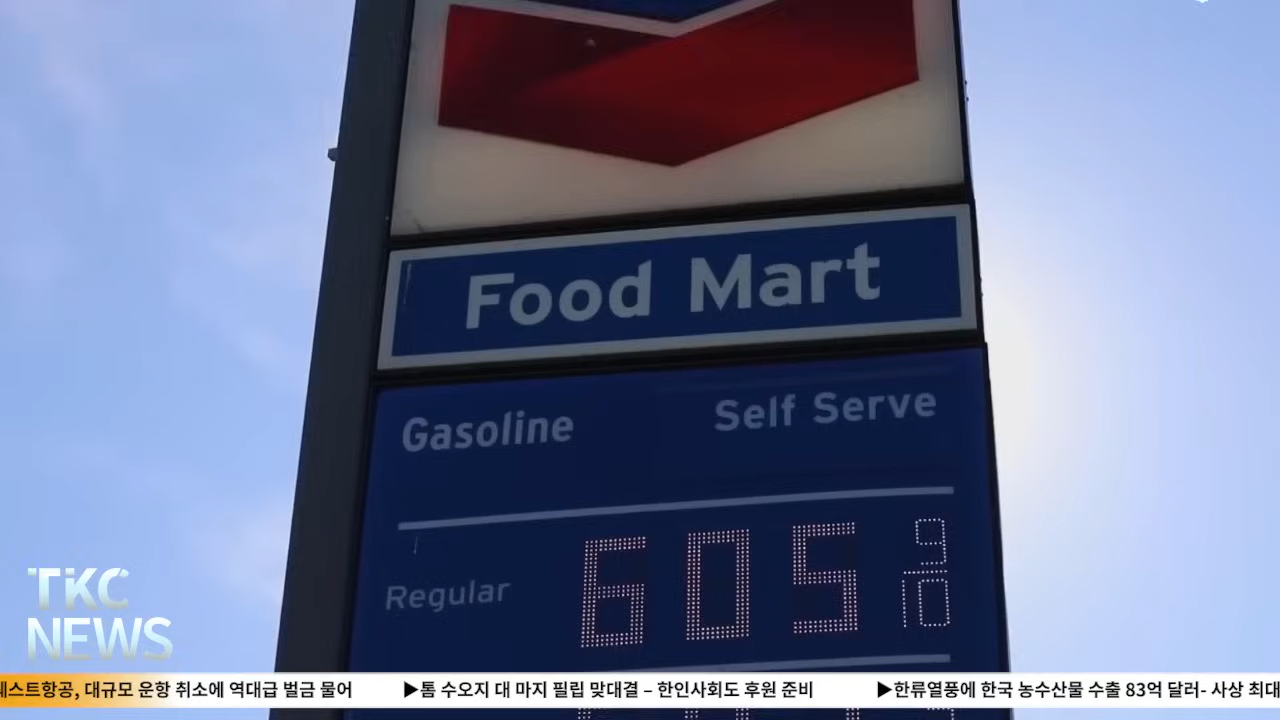 Food Mart
Gasoline Self Serve
Regular 605 9/10
TKC
NEWS
웨스트항공, 대규모 운항 취소에 역대급 벌금 물어 ▶톰 수오지 대 마지 필립 맞대결 – 한인사회도 후원 준비 ▶한류열풍에 한국 농수산물 수출 83억 달러- 사상 최대